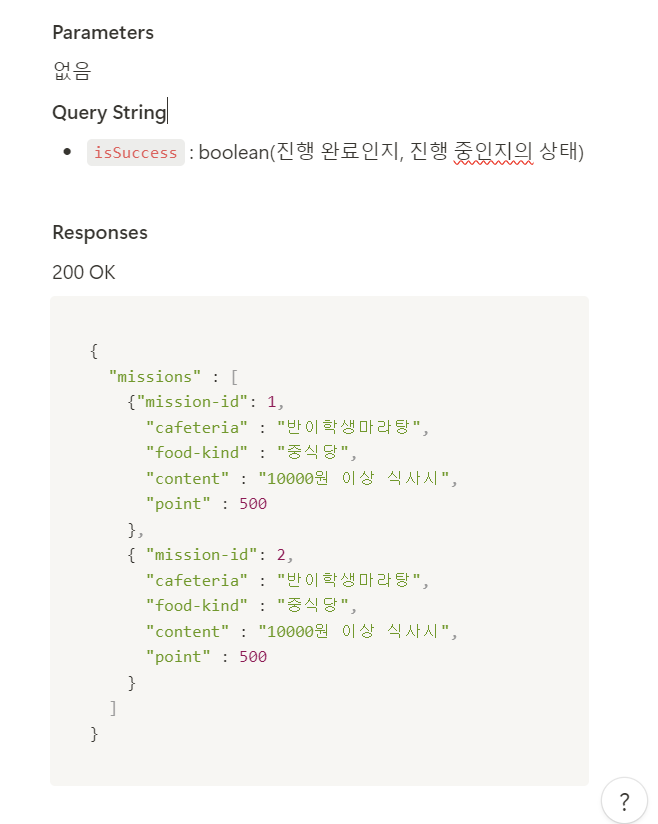 Parameters
없음
Query String
• isSuccess : boolean(진행 완료인지, 진행 중인지의 상태)
Responses
200 OK
{
"missions" : [
{"mission-id": 1,
"cafeteria" : "반이학생마라탕",
"food-kind" : "중식당",
"content" : "10000원 이상 식사시",
"point" : 500
},
{ "mission-id": 2,
"cafeteria" : "반이학생마라탕",
"food-kind" : "중식당",
"content" : "10000원 이상 식사시",
"point" : 500
}
]
}
?